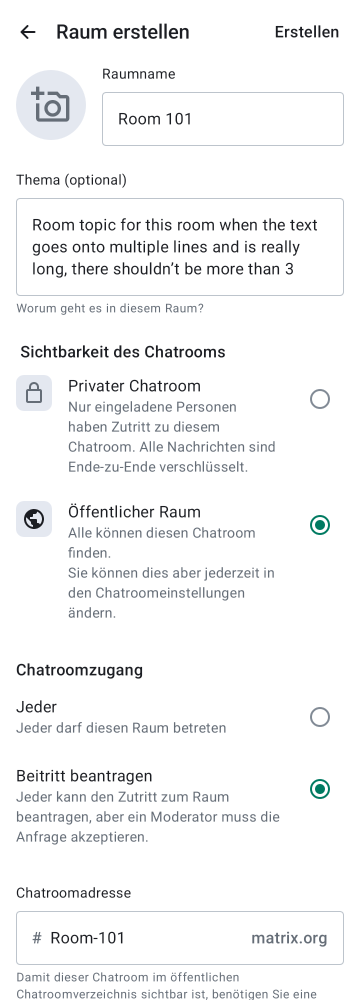 Raum erstellen
Erstellen
Raumname
Room 101
Thema (optional)
Room topic for this room when the text
goes onto multiple lines and is really
long, there shouldn’t be more than 3
Worum geht es in diesem Raum?
Sichtbarkeit des Chatrooms
Privater Chatroom
Nur eingeladene Personen
haben Zutritt zu diesem
Chatroom. Alle Nachrichten sind
Ende-zu-Ende verschlüsselt.
Öffentlicher Raum
Alle können diesen Chatroom
finden.
Sie können dies aber jederzeit in
den Chatroomeinstellungen
ändern.
Chatroomzugang
Jeder
Jeder darf diesen Raum betreten
Beitritt beantragen
Jeder kann den Zutritt zum Raum
beantragen, aber ein Moderator muss die
Anfrage akzeptieren.
Chatroomadresse
# Room-101 matrix.org
Damit dieser Chatroom im öffentlichen
Chatroomverzeichnis sichtbar ist, benötigen Sie eine